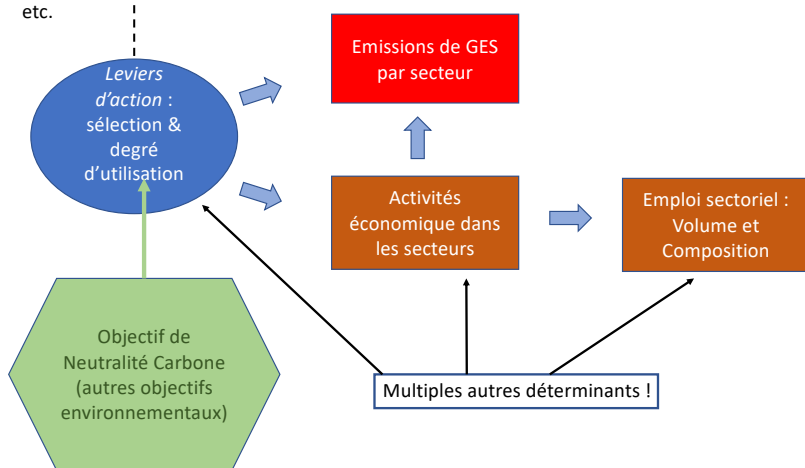 etc.
Leviers
d’action :
sélection &
degré
d’utilisation
Emissions de GES
par secteur
Activités
économique dans
les secteurs
Emploi sectoriel :
Volume et
Composition
Objectif de
Neutralité Carbone
(autres objectifs
environnementaux)
Multiples autres déterminants !